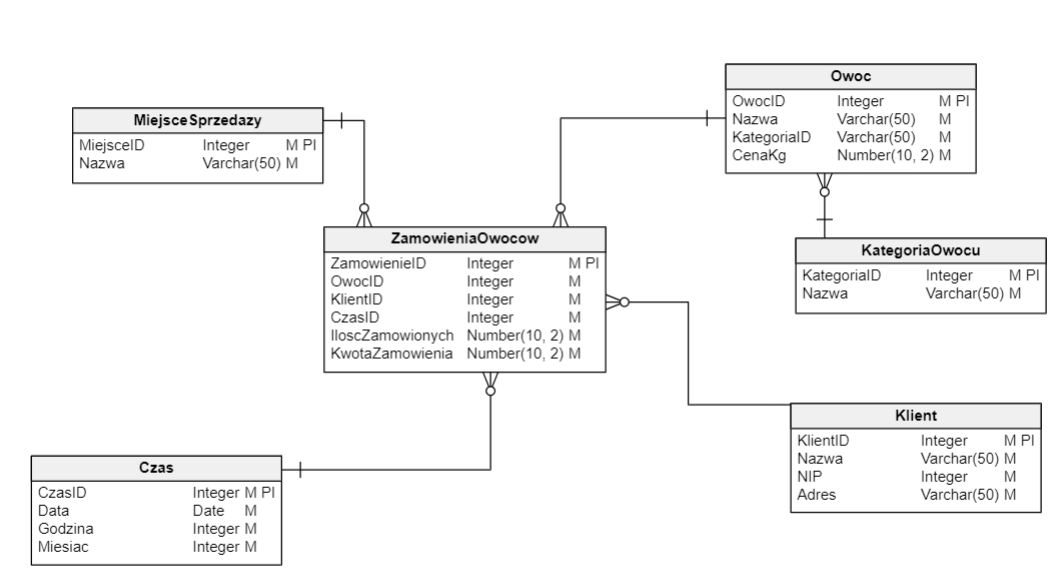 MiejsceSprzedazy
MiejsceID Integer M PI
Nazwa Varchar(50) M
Owoc
OwocID Integer M PI
Nazwa Varchar(50) M
KategoriaID Varchar(50) M
CenaKg Number(10, 2) M
ZamowieniaOwocow
ZamowienieID Integer M PI
OwocID Integer M
KlientID Integer M
CzasID Integer M
IloscZamowionych Number(10, 2) M
KwotaZamowienia Number(10, 2) M
KategoriaOwocu
KategoriaID Integer M PI
Nazwa Varchar(50) M
Klient
KlientID Integer M PI
Nazwa Varchar(50) M
NIP Integer M
Adres Varchar(50) M
Czas
CzasID Integer M PI
Data Date M
Godzina Integer M
Miesiac Integer M